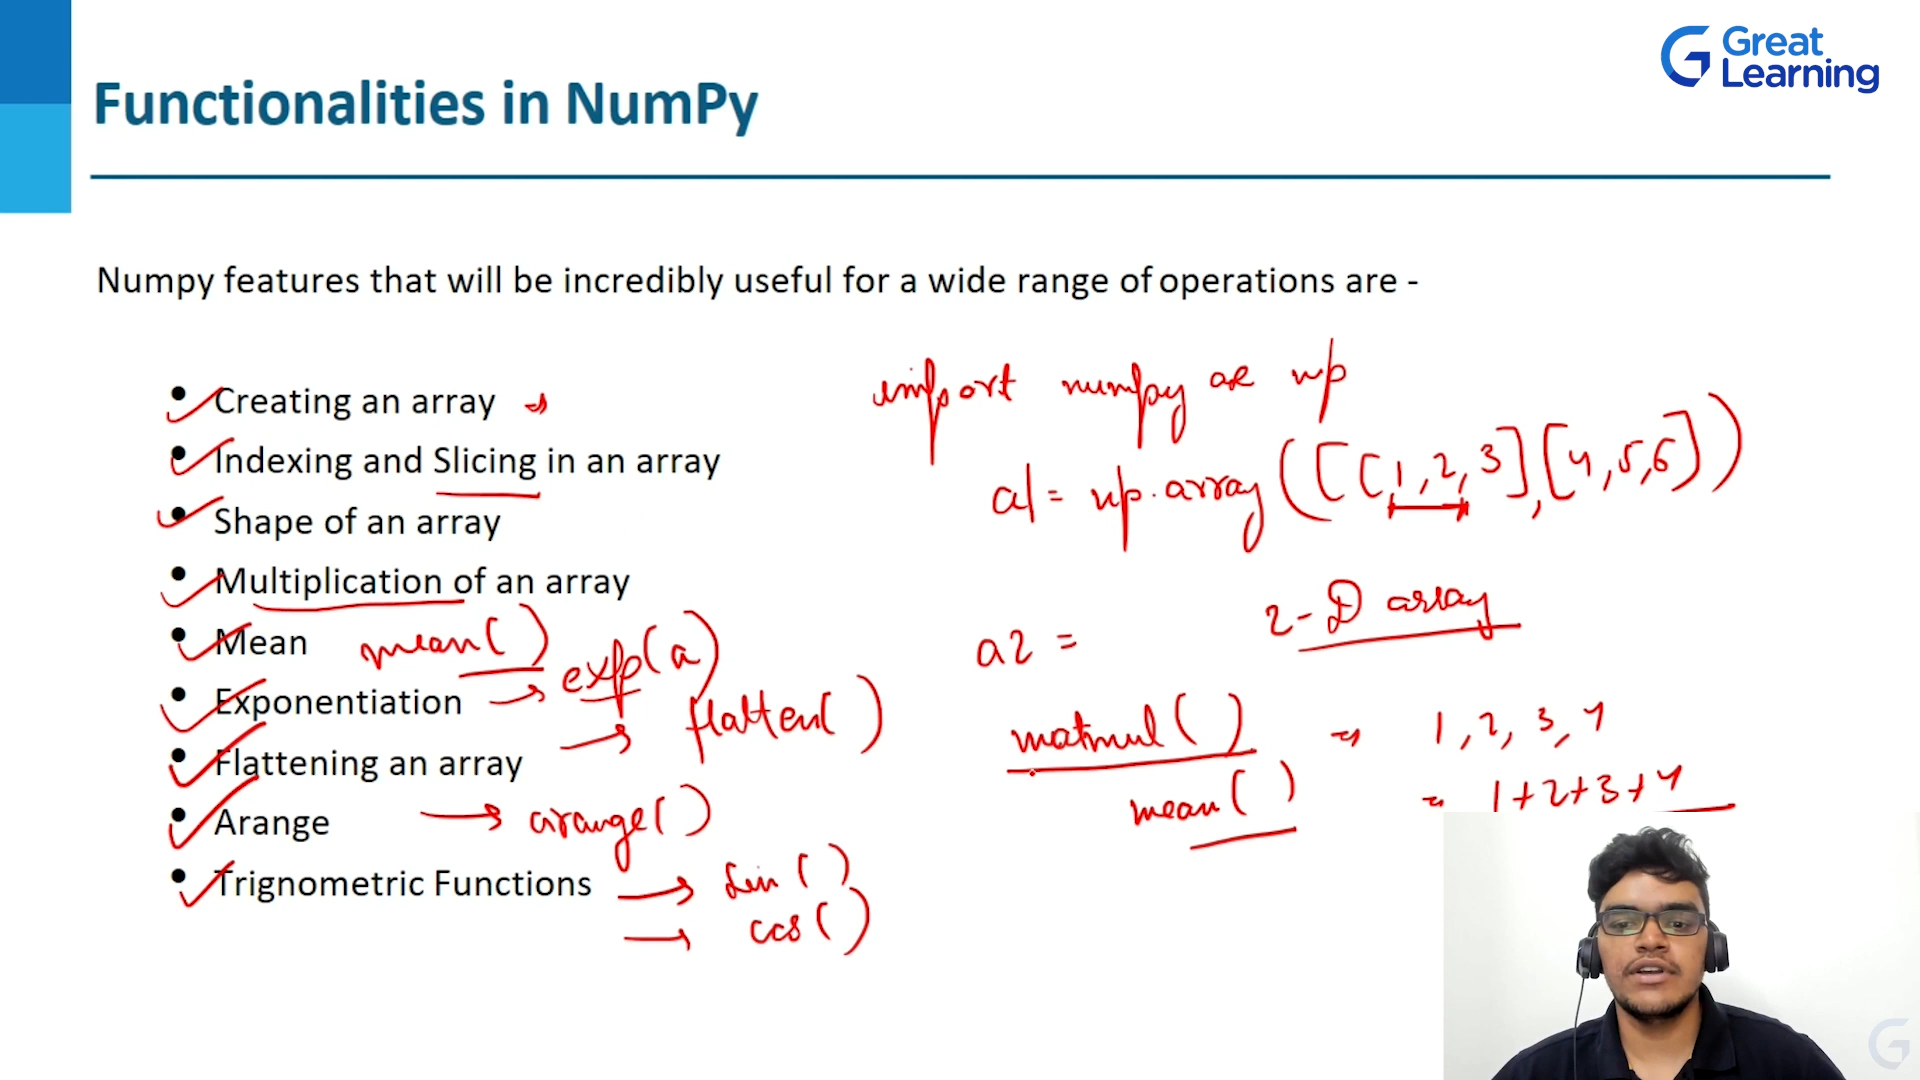 Great
Learning
Functionalities in NumPy
Numpy features that will be incredibly useful for a wide range of operations are -
• Creating an array →
• Indexing and Slicing in an array
• Shape of an array
• Multiplication of an array
• Mean mean( )
• Exponentiation → exp(a)
• Flattening an array → flatten( )
• Arange → arange( )
• Trignometric Functions → sin( )
→ cos( )
import numpy as np
a1 = np.array([[1,2,3],[4,5,6])
2-D array
a2 =
matmul( ) → 1,2,3,4
mean( ) = 1+2+3+4